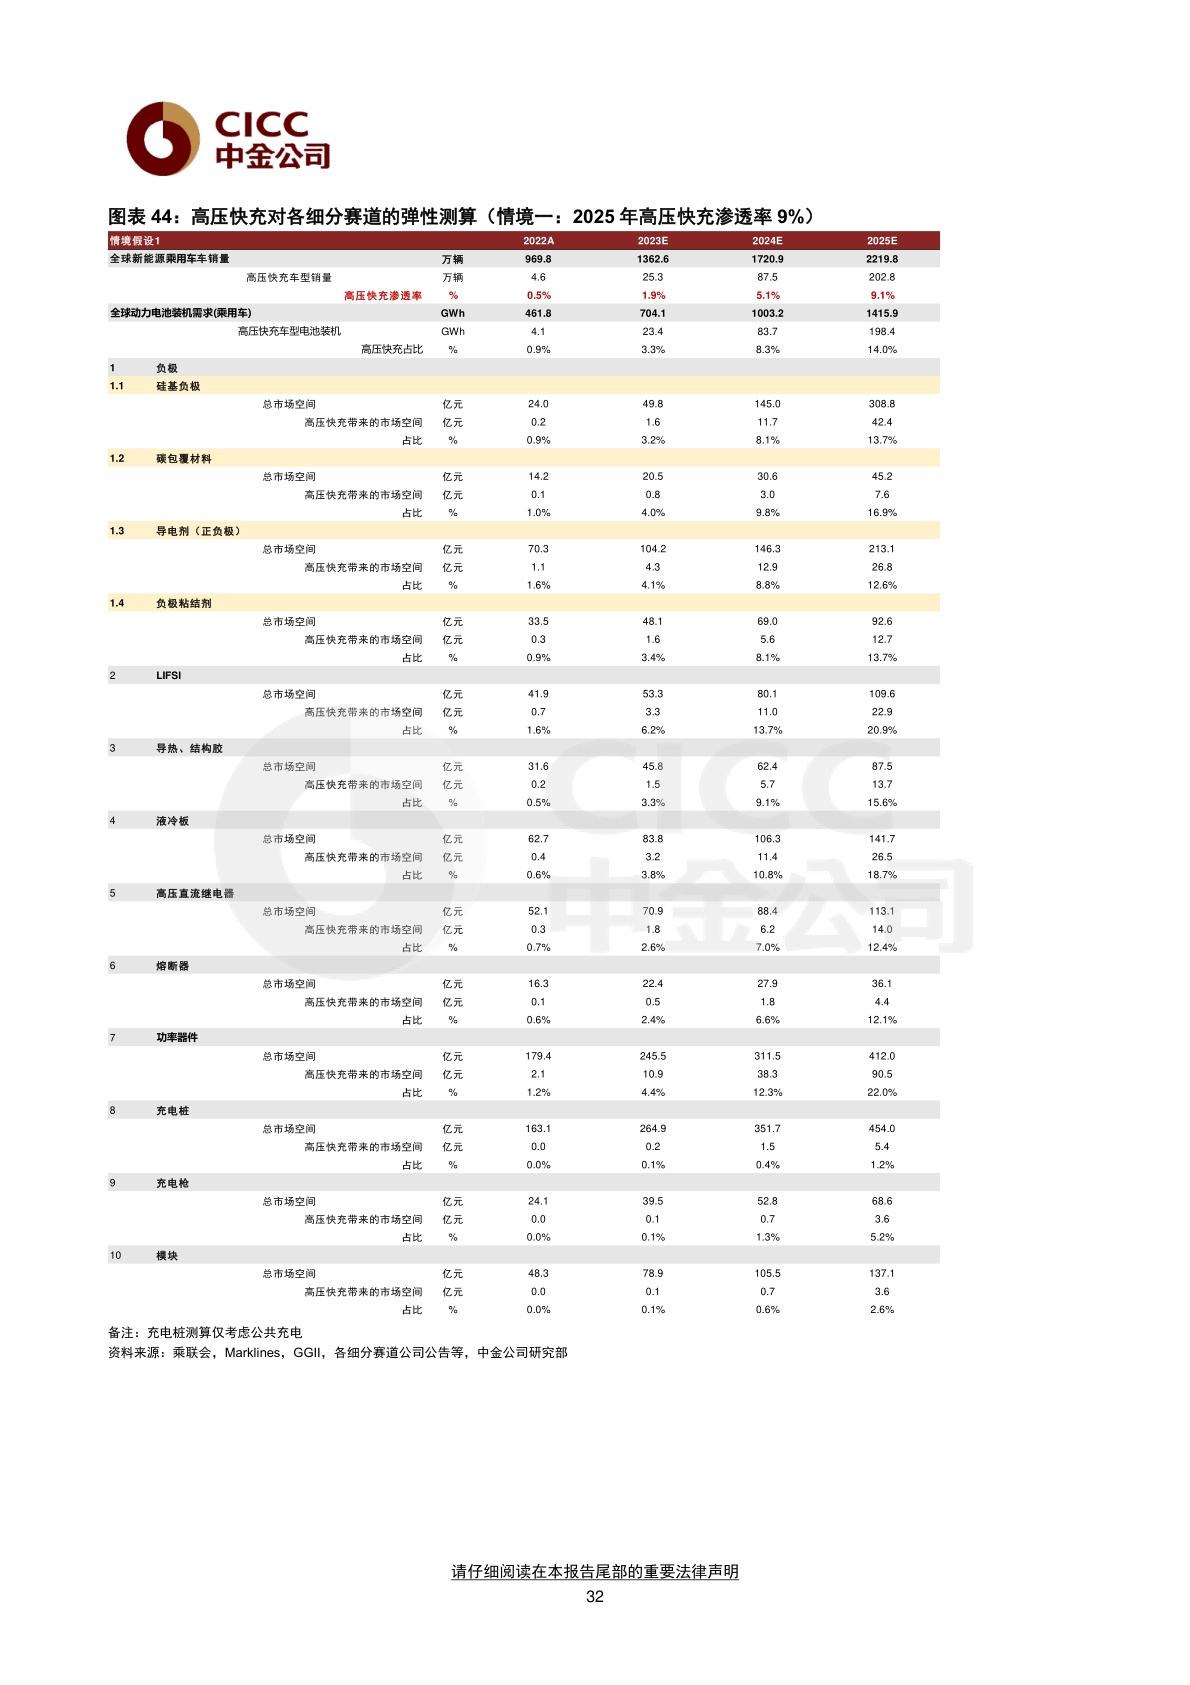 CICC
中金公司
图表 44：高压快充对各细分赛道的弹性测算（情境一：2025 年高压快充渗透率 9%）
情境假设1 2022A 2023E 2024E 2025E
全球新能源乘用车车销量 万辆 969.8 1362.6 1720.9 2219.8
高压快充车型销量 万辆 4.6 25.3 87.5 202.8
高压快充渗透率 % 0.5% 1.9% 5.1% 9.1%
全球动力电池装机需求(乘用车) GWh 461.8 704.1 1003.2 1415.9
高压快充车型电池装机 GWh 4.1 23.4 83.7 198.4
高压快充占比 % 0.9% 3.3% 8.3% 14.0%
1 负极
1.1 硅基负极
总市场空间 亿元 24.0 49.8 145.0 308.8
高压快充带来的市场空间 亿元 0.2 1.6 11.7 42.4
占比 % 0.9% 3.2% 8.1% 13.7%
1.2 碳包覆材料
总市场空间 亿元 14.2 20.5 30.6 45.2
高压快充带来的市场空间 亿元 0.1 0.8 3.0 7.6
占比 % 1.0% 4.0% 9.8% 16.9%
1.3 导电剂（正负极）
总市场空间 亿元 70.3 104.2 146.3 213.1
高压快充带来的市场空间 亿元 1.1 4.3 12.9 26.8
占比 % 1.6% 4.1% 8.8% 12.6%
1.4 负极粘结剂
总市场空间 亿元 33.5 48.1 69.0 92.6
高压快充带来的市场空间 亿元 0.3 1.6 5.6 12.7
占比 % 0.9% 3.4% 8.1% 13.7%
2 LIFSI
总市场空间 亿元 41.9 53.3 80.1 109.6
高压快充带来的市场空间 亿元 0.7 3.3 11.0 22.9
占比 % 1.6% 6.2% 13.7% 20.9%
3 导热、结构胶
总市场空间 亿元 31.6 45.8 62.4 87.5
高压快充带来的市场空间 亿元 0.2 1.5 5.7 13.7
占比 % 0.5% 3.3% 9.1% 15.6%
4 液冷板
总市场空间 亿元 62.7 83.8 106.3 141.7
高压快充带来的市场空间 亿元 0.4 3.2 11.4 26.5
占比 % 0.6% 3.8% 10.8% 18.7%
5 高压直流继电器
总市场空间 亿元 52.1 70.9 88.4 113.1
高压快充带来的市场空间 亿元 0.3 1.8 6.2 14.0
占比 % 0.7% 2.6% 7.0% 12.4%
6 熔断器
总市场空间 亿元 16.3 22.4 27.9 36.1
高压快充带来的市场空间 亿元 0.1 0.5 1.8 4.4
占比 % 0.6% 2.4% 6.6% 12.1%
7 功率器件
总市场空间 亿元 179.4 245.5 311.5 412.0
高压快充带来的市场空间 亿元 2.1 10.9 38.3 90.5
占比 % 1.2% 4.4% 12.3% 22.0%
8 充电桩
总市场空间 亿元 163.1 264.9 351.7 454.0
高压快充带来的市场空间 亿元 0.0 0.2 1.5 5.4
占比 % 0.0% 0.1% 0.4% 1.2%
9 充电枪
总市场空间 亿元 24.1 39.5 52.8 68.6
高压快充带来的市场空间 亿元 0.0 0.1 0.7 3.6
占比 % 0.0% 0.1% 1.3% 5.2%
10 模块
总市场空间 亿元 48.3 78.9 105.5 137.1
高压快充带来的市场空间 亿元 0.0 0.1 0.7 3.6
占比 % 0.0% 0.1% 0.6% 2.6%
CICC
中金公司
备注：充电桩测算仅考虑公共充电
资料来源：乘联会，Marklines，GGII，各细分赛道公司公告等，中金公司研究部
请仔细阅读在本报告尾部的重要法律声明
32